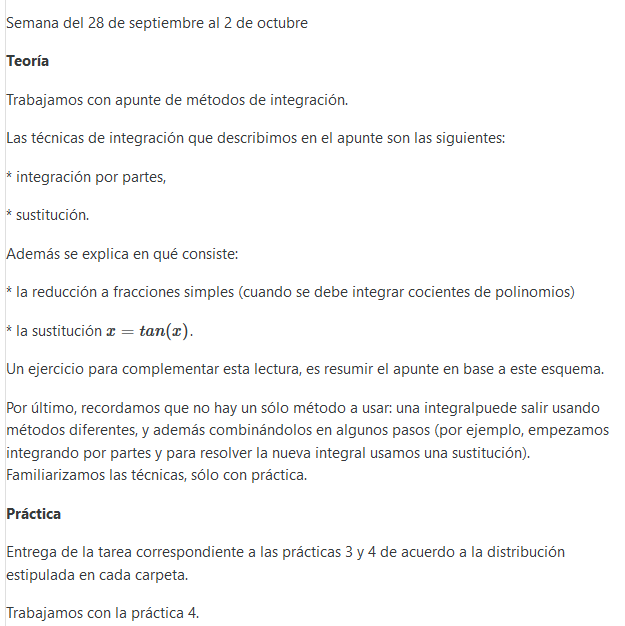 Semana del 28 de septiembre al 2 de octubre
Teoría
Trabajamos con apunte de métodos de integración.
Las técnicas de integración que describimos en el apunte son las siguientes:
* integración por partes,
* sustitución.
Además se explica en qué consiste:
* la reducción a fracciones simples (cuando se debe integrar cocientes de polinomios)
* la sustitución x = tan(x).
Un ejercicio para complementar esta lectura, es resumir el apunte en base a este esquema.
Por último, recordamos que no hay un sólo método a usar: una integralpuede salir usando
métodos diferentes, y además combinándolos en algunos pasos (por ejemplo, empezamos
integrando por partes y para resolver la nueva integral usamos una sustitución).
Familiarizamos las técnicas, sólo con práctica.
Práctica
Entrega de la tarea correspondiente a las prácticas 3 y 4 de acuerdo a la distribución
estipulada en cada carpeta.
Trabajamos con la práctica 4.